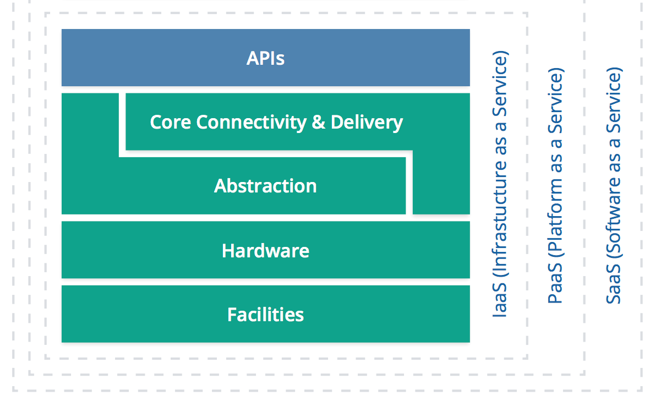 APIs
Core Connectivity & Delivery
Abstraction
Hardware
Facilities
IaaS (Infrastucture as a Service)
PaaS (Platform as a Service)
SaaS (Software as a Service)